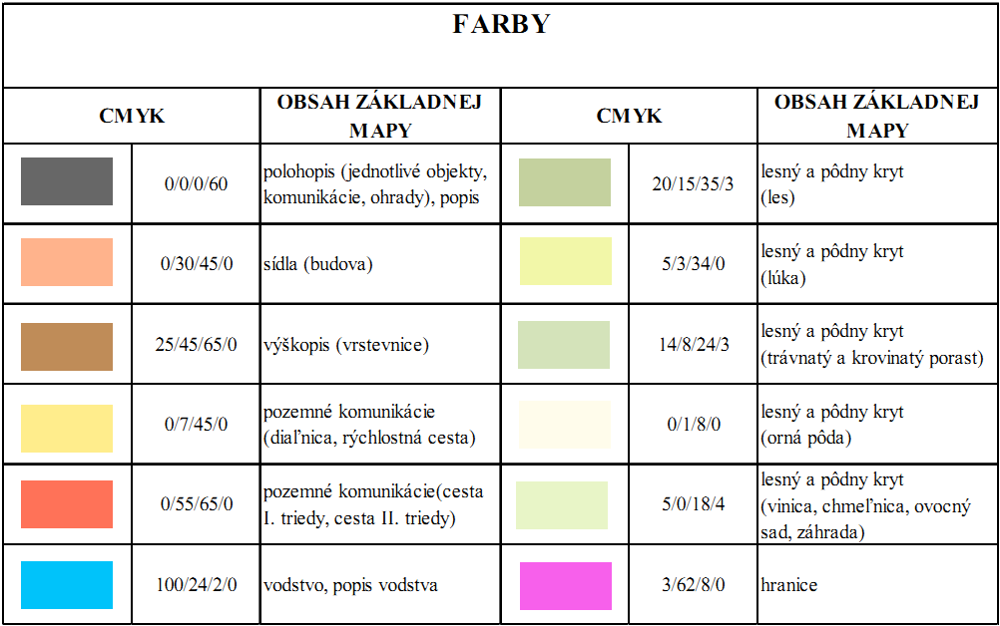 FARBY
CMYK
OBSAH ZÁKLADNEJ
MAPY
CMYK
OBSAH ZÁKLADNEJ
MAPY
0/0/0/60
polohopis (jednotlivé objekty,
komunikácie, ohrady), popis
20/15/35/3
lesný a pôdny kryt
(les)
0/30/45/0
sídla (budova)
5/3/34/0
lesný a pôdny kryt
(lúka)
25/45/65/0
výškopis (vrstevnice)
14/8/24/3
lesný a pôdny kryt
(trávnatý a krovinatý porast)
0/7/45/0
pozemné komunikácie
(diaľnica, rýchlostná cesta)
0/1/8/0
lesný a pôdny kryt
(orná pôda)
0/55/65/0
pozemné komunikácie(cesta
I. triedy, cesta II. triedy)
5/0/18/4
lesný a pôdny kryt
(vinica, chmeľnica, ovocný
sad, záhrada)
100/24/2/0
vodstvo, popis vodstva
3/62/8/0
hranice